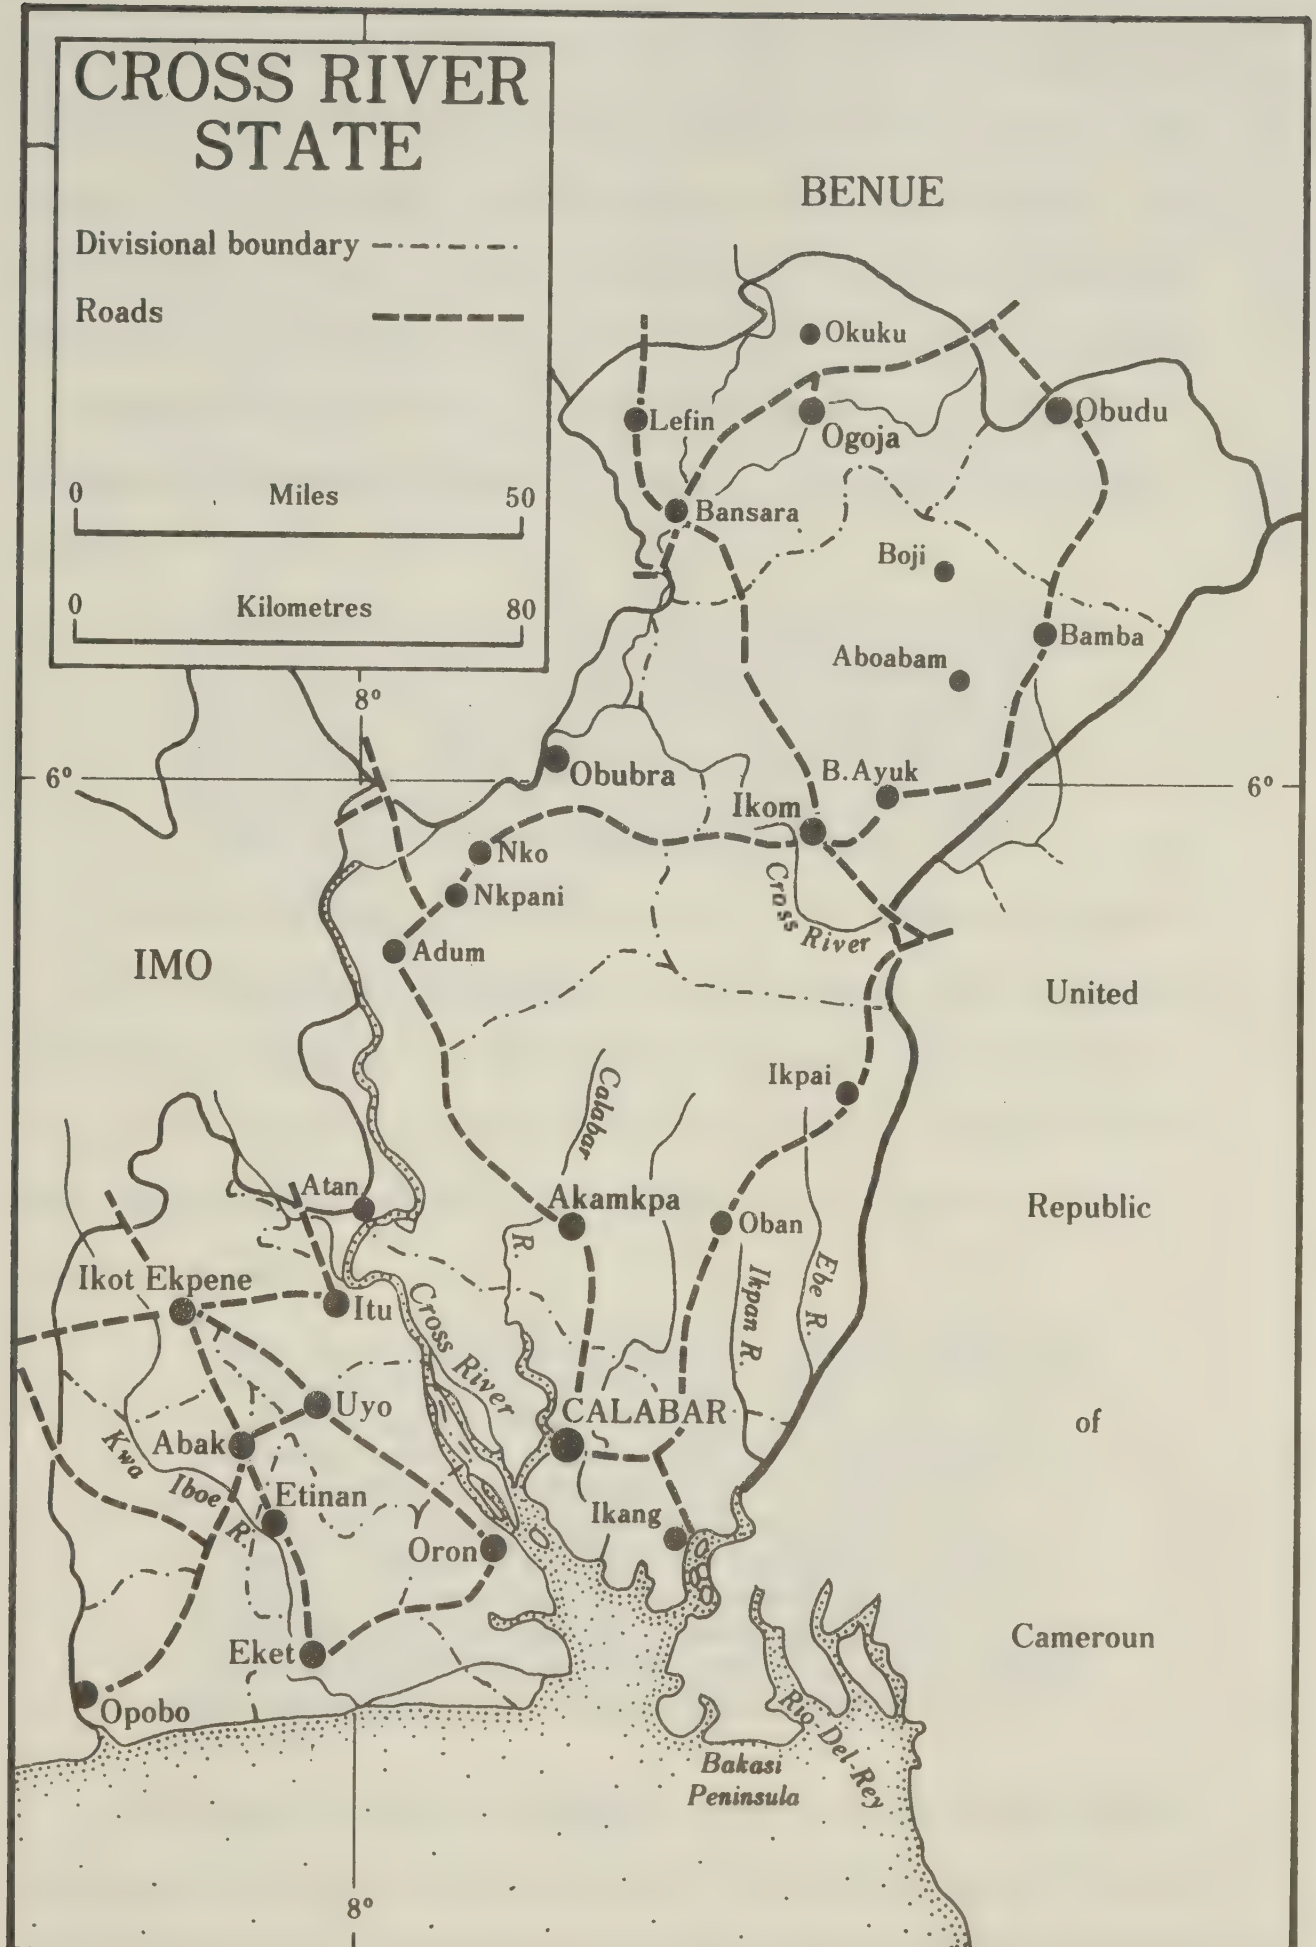 CROSS RIVER
STATE
Divisional boundary
Roads
0 Miles 50
0 Kilometres 80
BENUE
Okuku
Lefin
Ogoja
Obudu
Bansara
Boji
Bamba
Aboabam
8°
6°
Obubra
B.Ayuk
6°
Ikom
Nko
Nkpani
Cross River
Adum
IMO
United
Ikpai
Calabar
R.
Atan
Akamkpa
Oban
Republic
Ikot Ekpene
Itu
Cross River
Ikpan R.
Ebe R.
Uyo
CALABAR
of
Abak
Kwa Iboe R.
Etinan
Ikang
Oron
Eket
Cameroun
Opobo
Rio-Del-Rey
Bakasi
Peninsula
8°